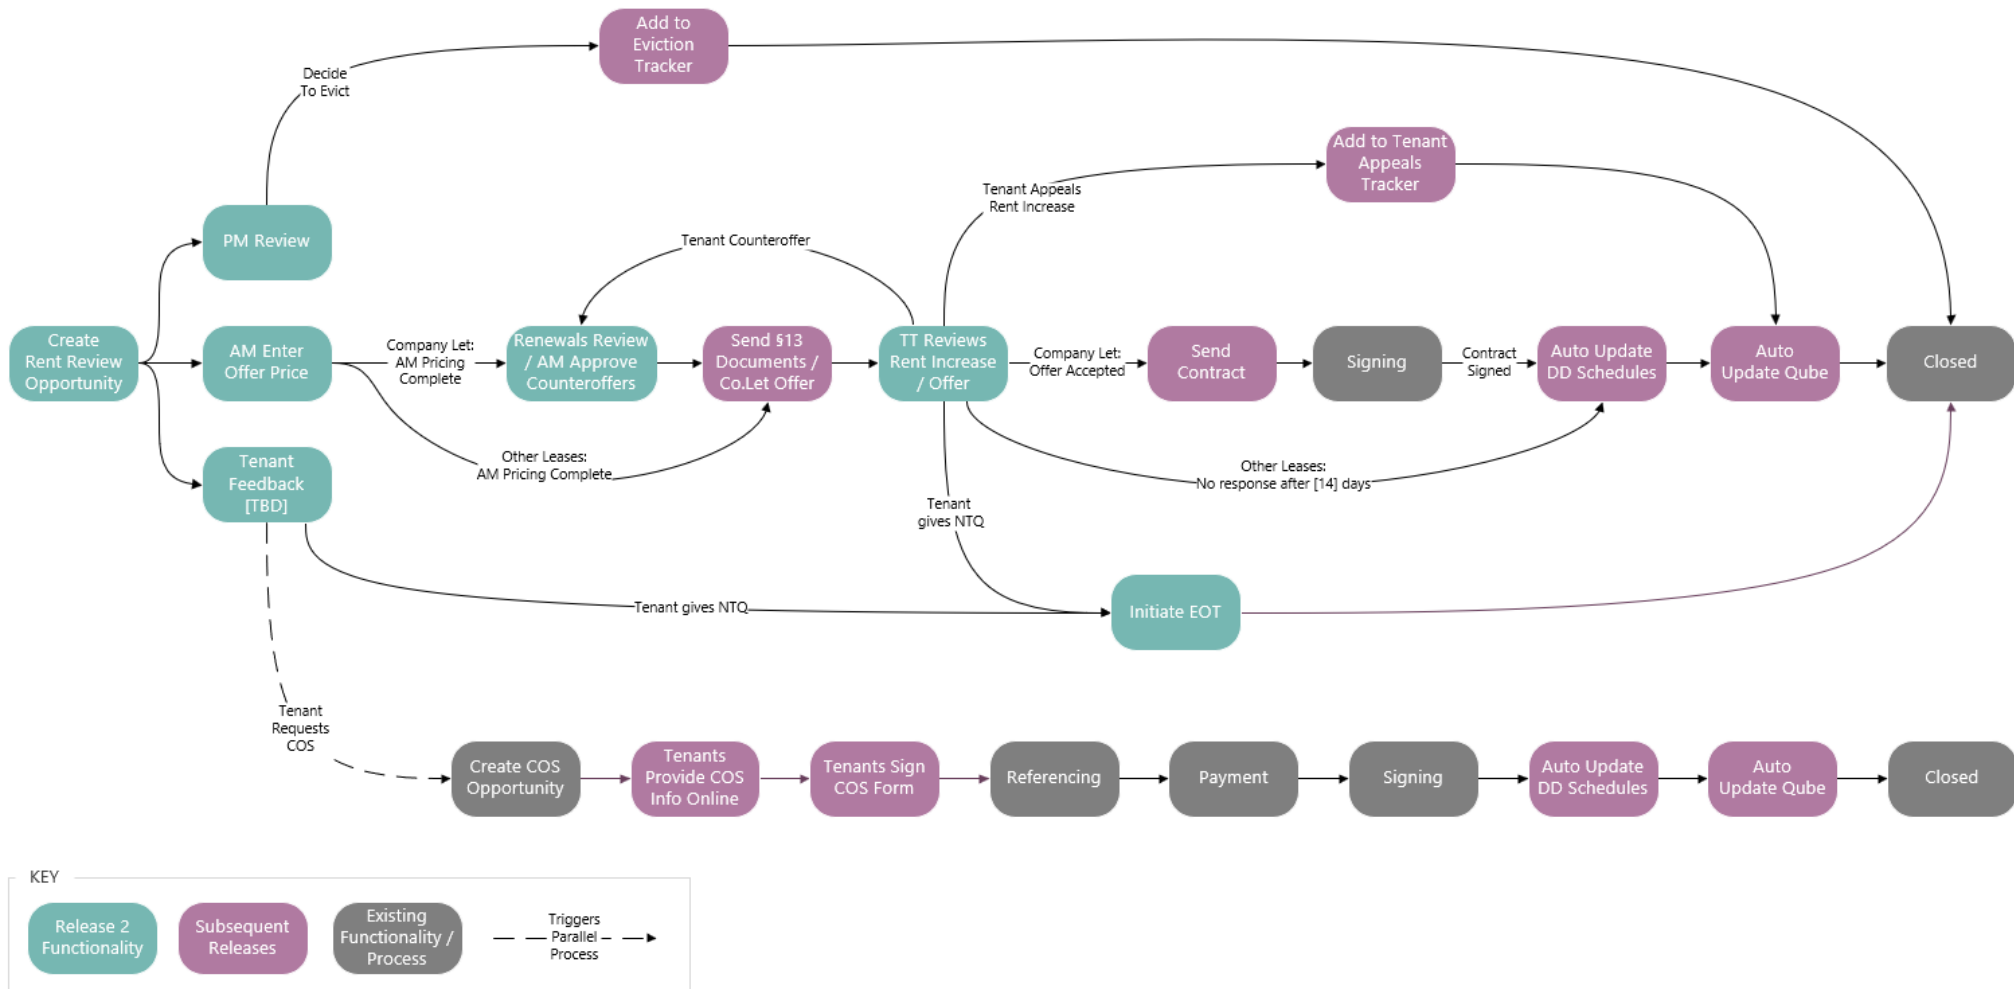 Add to
Eviction
Tracker
Decide
To Evict
Add to Tenant
Appeals
Tracker
Tenant Appeals
Rent Increase
PM Review
Tenant Counteroffer
Create
Rent Review
Opportunity
AM Enter
Offer Price
Company Let:
AM Pricing
Complete
Renewals Review
/ AM Approve
Counteroffers
Send §13
Documents /
Co.Let Offer
TT Reviews
Rent Increase
/ Offer
Company Let:
Offer Accepted
Send
Contract
Signing
Contract
Signed
Auto Update
DD Schedules
Auto
Update Qube
Closed
Other Leases:
AM Pricing Complete
Other Leases:
No response after [14] days
Tenant
Feedback
[TBD]
Tenant
gives NTQ
Tenant gives NTQ
Initiate EOT
Tenant
Requests
COS
Create COS
Opportunity
Tenants
Provide COS
Info Online
Tenants Sign
COS Form
Referencing
Payment
Signing
Auto Update
DD Schedules
Auto
Update Qube
Closed
KEY
Release 2
Functionality
Subsequent
Releases
Existing
Functionality /
Process
Triggers
Parallel
Process